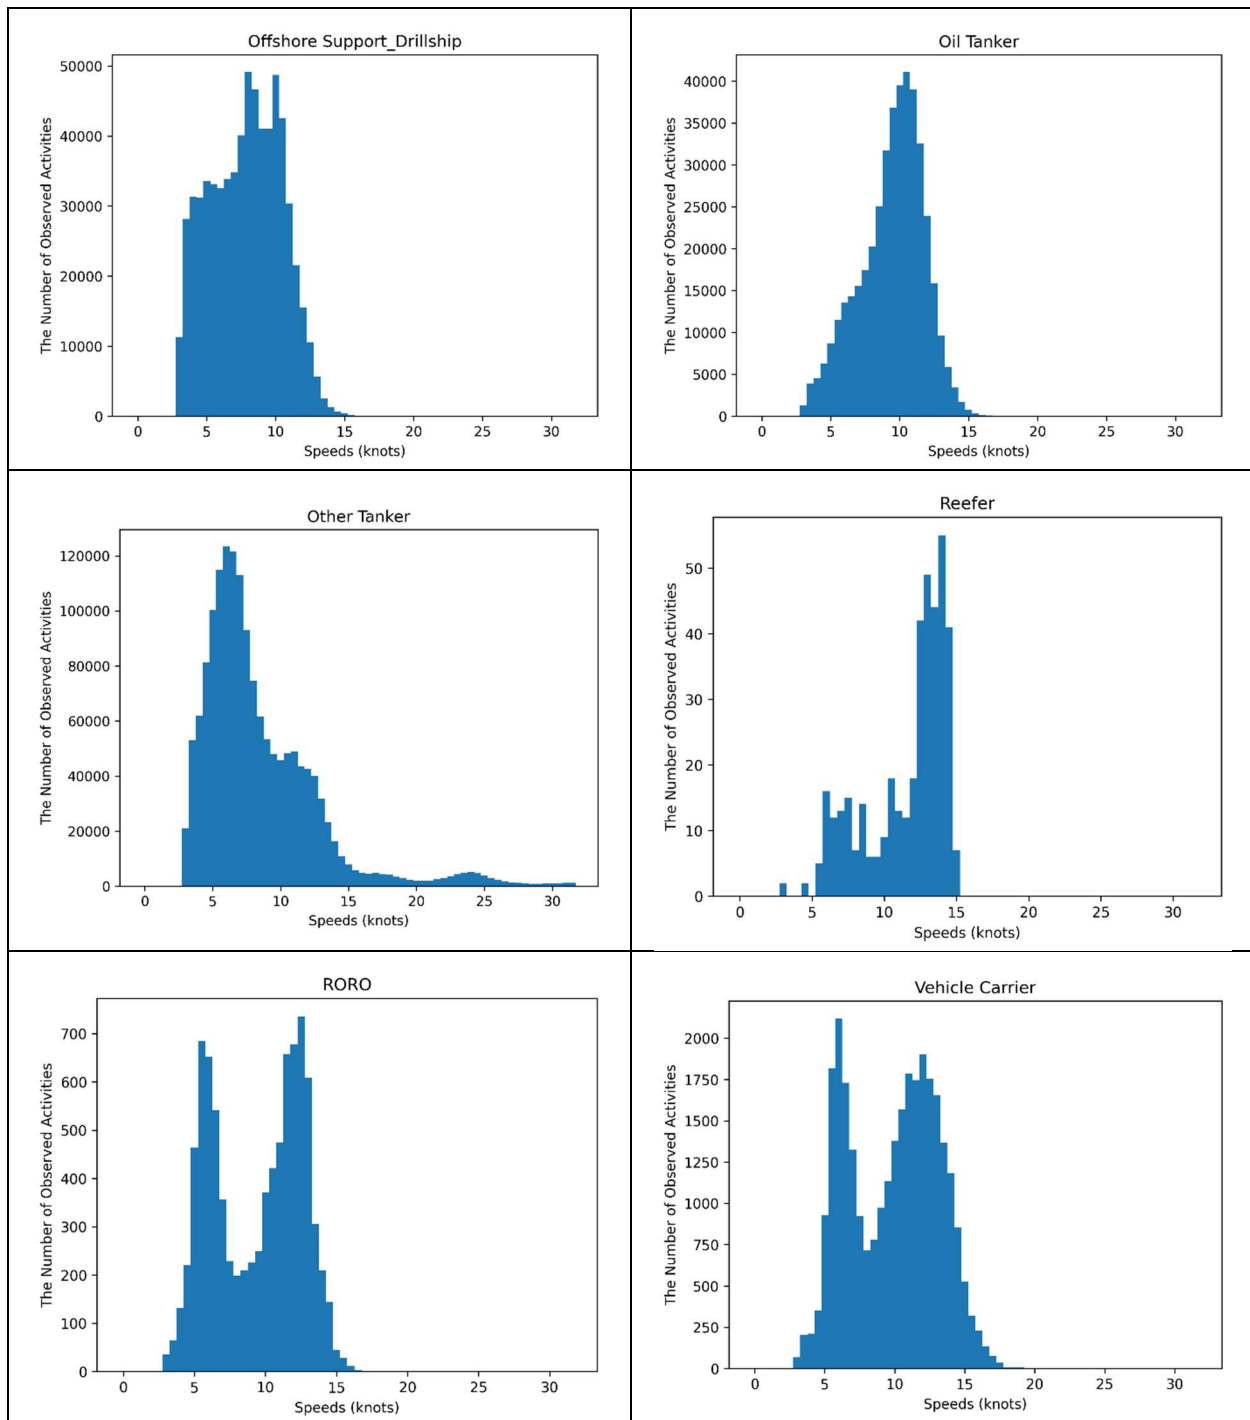 Offshore Support_Drillship
The Number of Observed Activities
50000
40000
30000
20000
10000
0
0 5 10 15 20 25 30
Speeds (knots)
Oil Tanker
The Number of Observed Activities
40000
35000
30000
25000
20000
15000
10000
5000
0
0 5 10 15 20 25 30
Speeds (knots)
Other Tanker
The Number of Observed Activities
120000
100000
80000
60000
40000
20000
0
0 5 10 15 20 25 30
Speeds (knots)
Reefer
The Number of Observed Activities
50
40
30
20
10
0
0 5 10 15 20 25 30
Speeds (knots)
RORO
The Number of Observed Activities
700
600
500
400
300
200
100
0
0 5 10 15 20 25 30
Speeds (knots)
Vehicle Carrier
The Number of Observed Activities
2000
1750
1500
1250
1000
750
500
250
0
0 5 10 15 20 25 30
Speeds (knots)